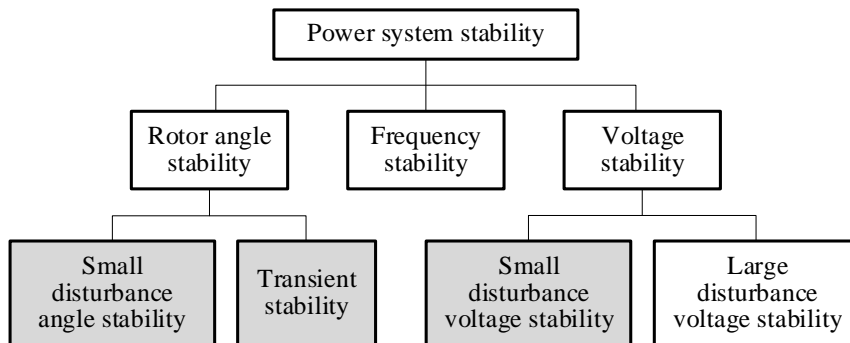 Power system stability
Rotor angle
stability
Frequency
stability
Voltage
stability
Small
disturbance
angle stability
Transient
stability
Small
disturbance
voltage stability
Large
disturbance
voltage stability